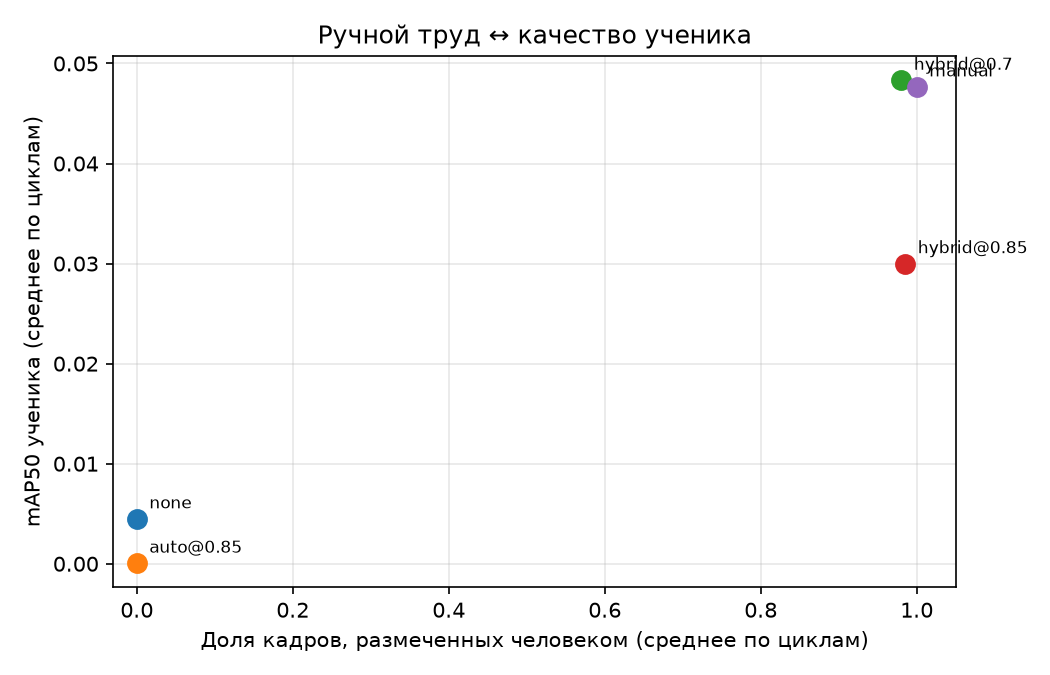 Ручной труд ↔ качество ученика
mAP50 ученика (среднее по циклам)
0.05
0.04
0.03
0.02
0.01
0.00
hybrid@0.7
manual
hybrid@0.85
none
auto@0.85
0.0 0.2 0.4 0.6 0.8 1.0
Доля кадров, размеченных человеком (среднее по циклам)